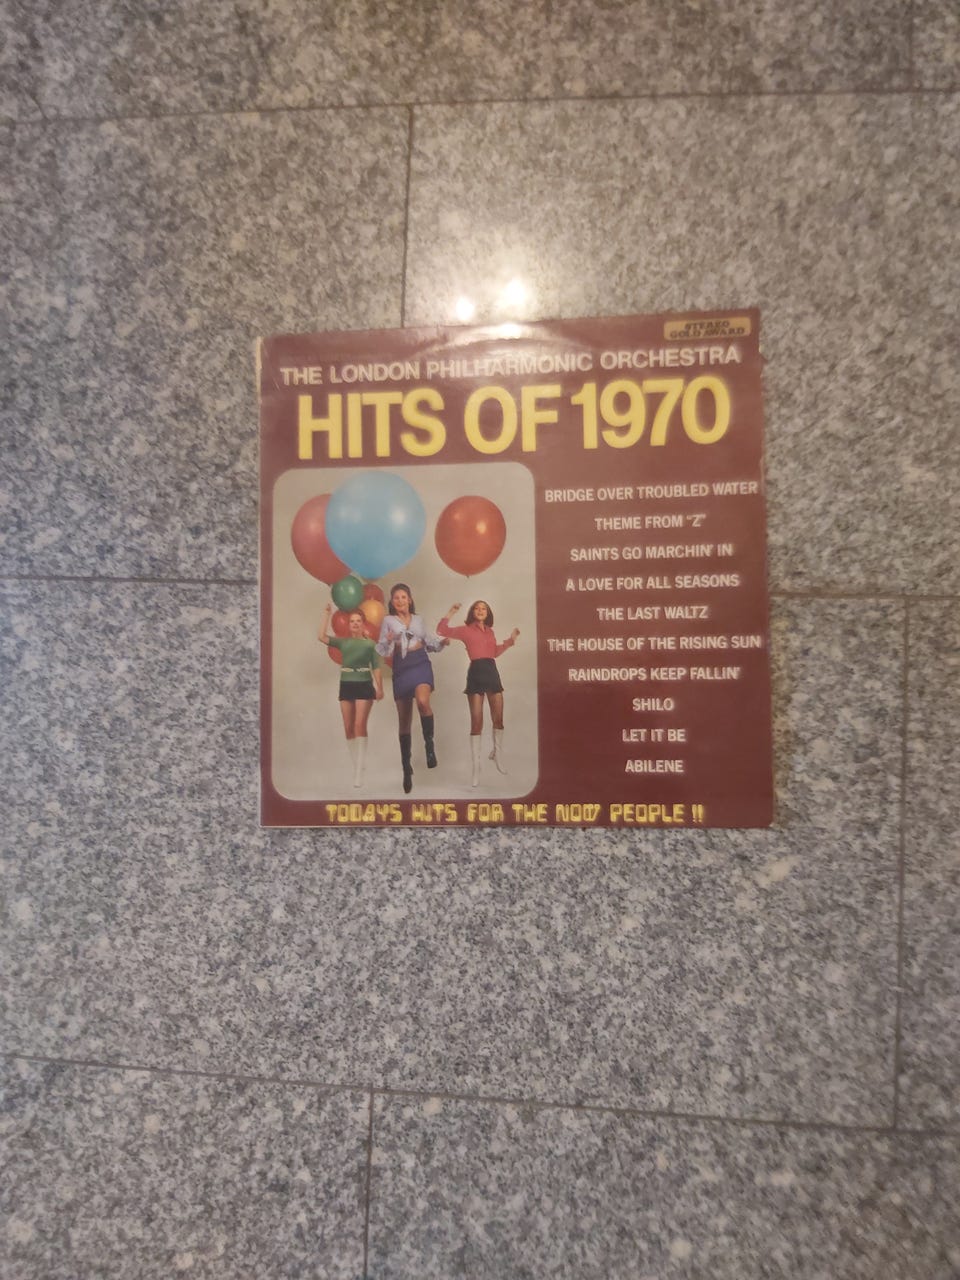 STEREO
GOLD AWARD
THE LONDON PHILHARMONIC ORCHESTRA
HITS OF 1970
BRIDGE OVER TROUBLED WATER
THEME FROM "Z"
SAINTS GO MARCHIN' IN
A LOVE FOR ALL SEASONS
THE LAST WALTZ
THE HOUSE OF THE RISING SUN
RAINDROPS KEEP FALLIN'
SHILO
LET IT BE
ABILENE
TODAYS HITS FOR THE NOW PEOPLE !!